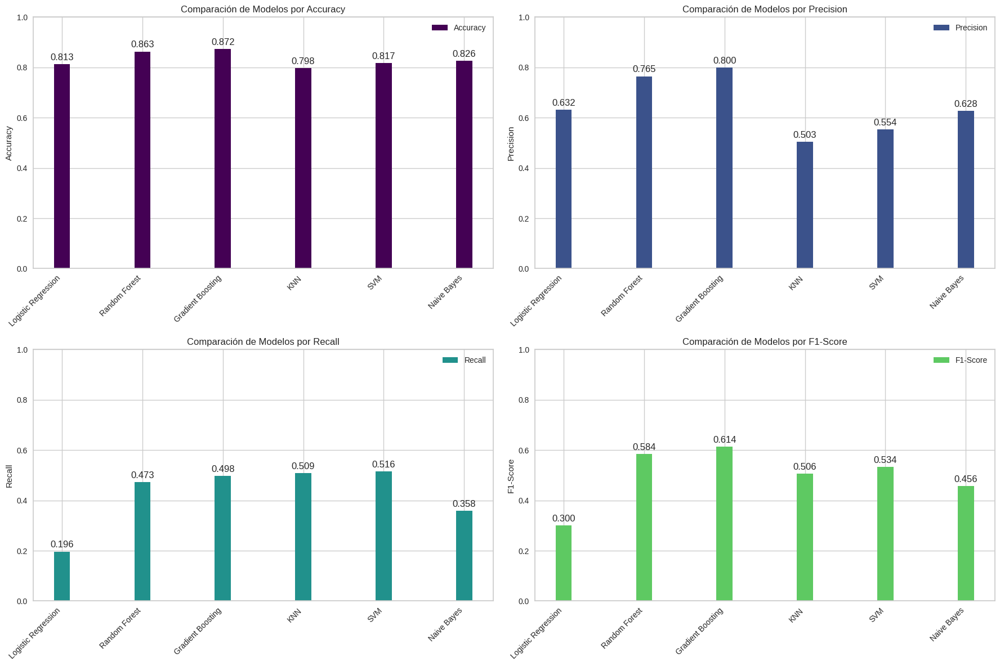 Comparación de Modelos por Accuracy
Accuracy
1.0
0.8
0.6
0.4
0.2
0.0
Accuracy
0.813
0.863
0.872
0.798
0.817
0.826
Logistic Regression
Random Forest
Gradient Boosting
KNN
SVM
Naive Bayes
Comparación de Modelos por Precision
Precision
1.0
0.8
0.6
0.4
0.2
0.0
Precision
0.632
0.765
0.800
0.503
0.554
0.628
Logistic Regression
Random Forest
Gradient Boosting
KNN
SVM
Naive Bayes
Comparación de Modelos por Recall
Recall
1.0
0.8
0.6
0.4
0.2
0.0
Recall
0.196
0.473
0.498
0.509
0.516
0.358
Logistic Regression
Random Forest
Gradient Boosting
KNN
SVM
Naive Bayes
Comparación de Modelos por F1-Score
F1-Score
1.0
0.8
0.6
0.4
0.2
0.0
F1-Score
0.300
0.584
0.614
0.506
0.534
0.456
Logistic Regression
Random Forest
Gradient Boosting
KNN
SVM
Naive Bayes